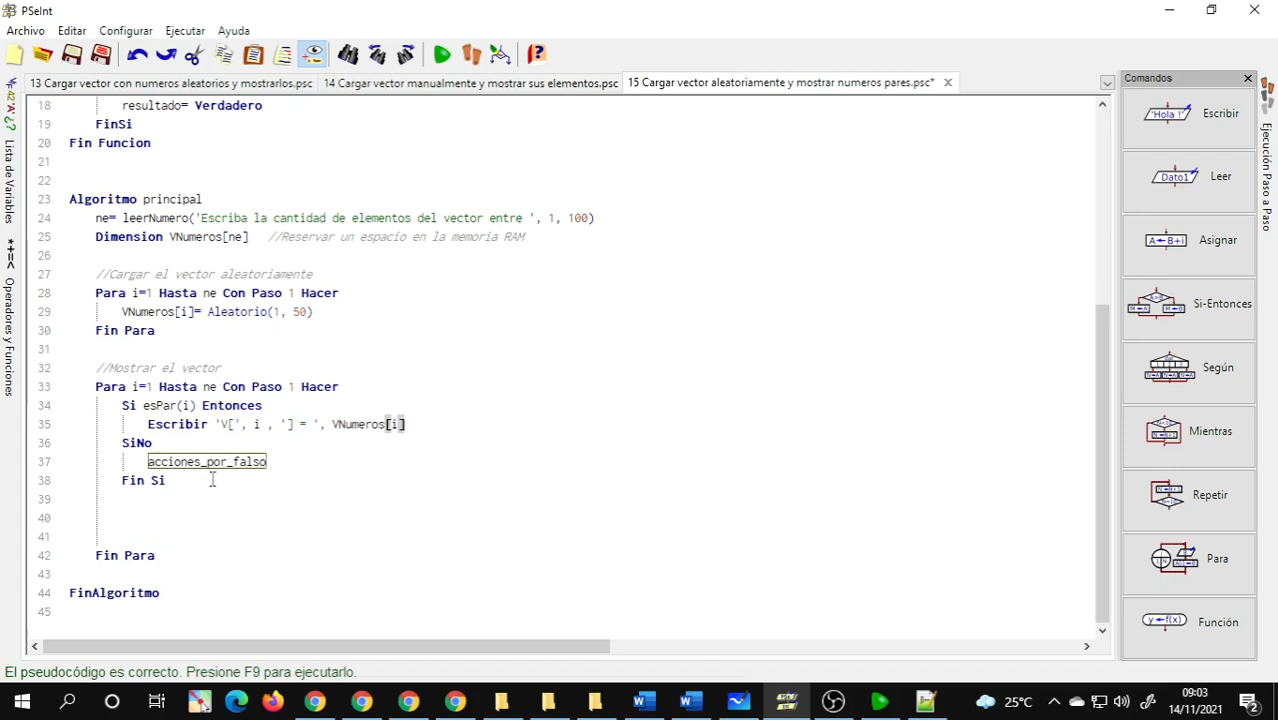 PSeInt
Archivo Editar Configurar Ejecutar Ayuda
13 Cargar vector con numeros aleatorios y mostrarlos.psc 14 Cargar vector manualmente y mostrar sus elementos.psc 15 Cargar vector aleatoriamente y mostrar numeros pares.psc*
Lista de Variables
*+=< Operadores y Funciones
18 resultado= Verdadero
19 FinSi
20 Fin Funcion
21
22
23 Algoritmo principal
24 ne= leerNumero('Escriba la cantidad de elementos del vector entre ', 1, 100)
25 Dimension VNumeros[ne] //Reservar un espacio en la memoria RAM
26
27 //Cargar el vector aleatoriamente
28 Para i=1 Hasta ne Con Paso 1 Hacer
29 VNumeros[i]= Aleatorio(1, 50)
30 Fin Para
31
32 //Mostrar el vector
33 Para i=1 Hasta ne Con Paso 1 Hacer
34 Si esPar(i) Entonces
35 Escribir 'V[', i , '] = ', VNumeros[i]
36 SiNo
37 acciones_por_falso
38 Fin Si
39
40
41
42 Fin Para
43
44 FinAlgoritmo
45
El pseudocódigo es correcto. Presione F9 para ejecutarlo.
Comandos
'Hola !' Escribir
Dato1 Leer
A←B+i Asignar
Si-Entonces
Según
Mientras
Repetir
Para
y←f(x) Función
Ejecución Paso a Paso
25°C
09:03
14/11/2021
2